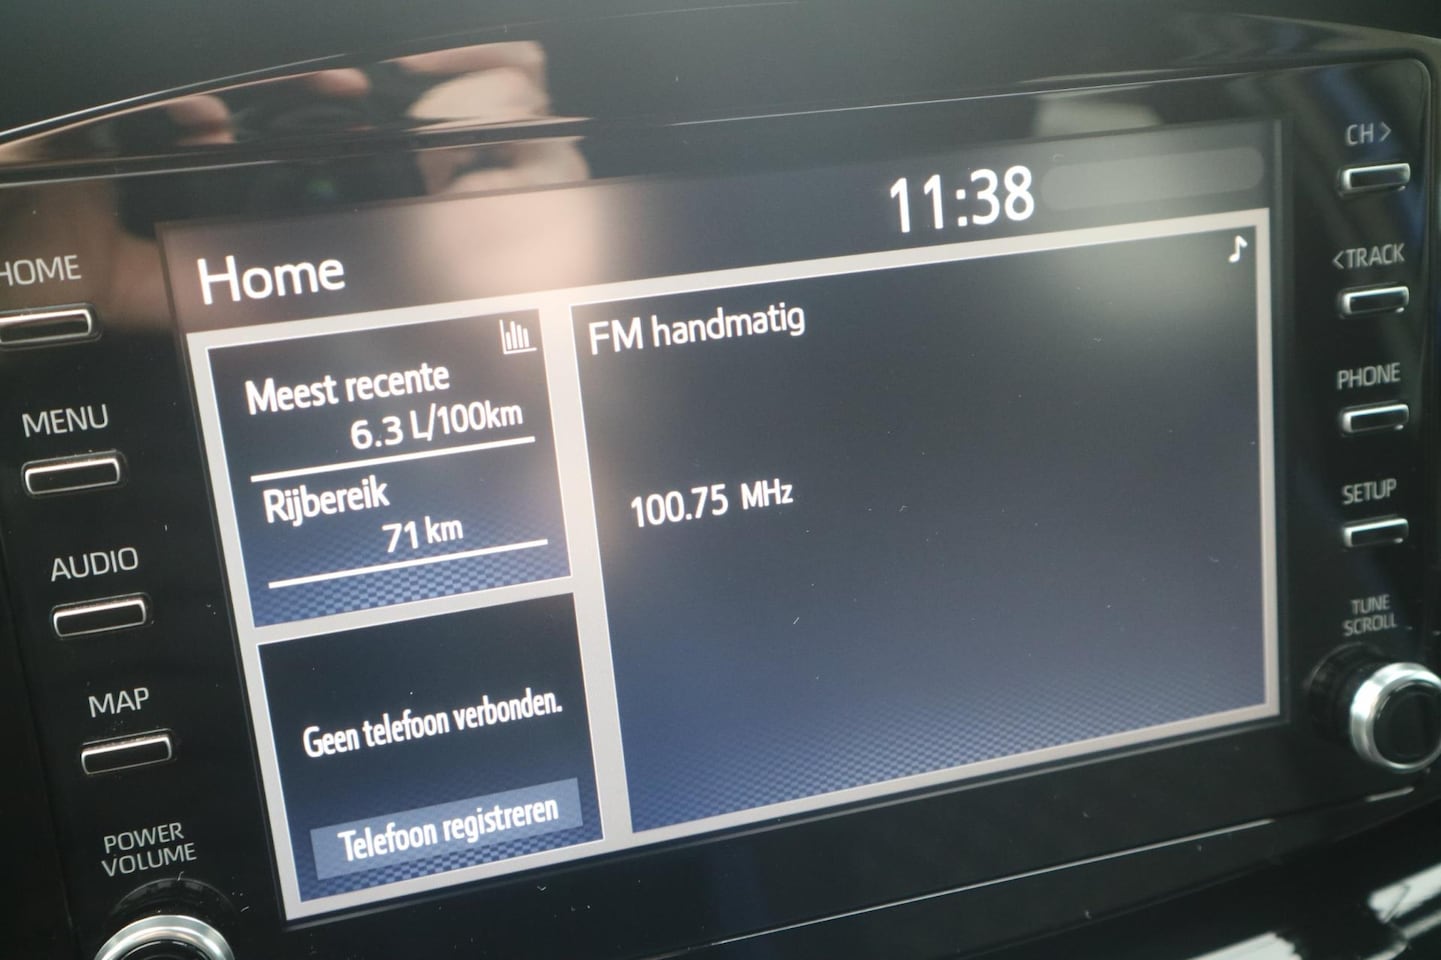 HOME
MENU
AUDIO
MAP
POWER
VOLUME
Home
11:38
Meest recente
6.3 L/100km
Rijbereik
71 km
Geen telefoon verbonden.
Telefoon registreren
FM handmatig
100.75 MHz
CH >
<TRACK
PHONE
SETUP
TUNE
SCROLL